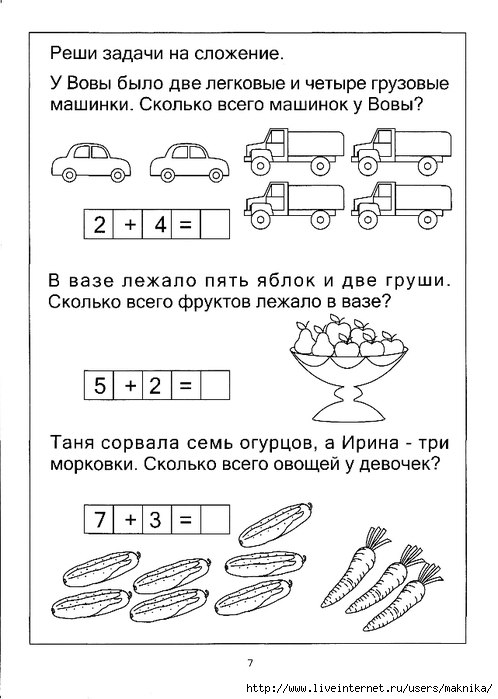 Реши задачи на сложение.
У Вовы было две легковые и четыре грузовые
машинки. Сколько всего машинок у Вовы?
2 + 4 =
В вазе лежало пять яблок и две груши.
Сколько всего фруктов лежало в вазе?
5 + 2 =
Таня сорвала семь огурцов, а Ирина - три
морковки. Сколько всего овощей у девочек?
7 + 3 =
7
http://www.liveinternet.ru/users/maknika/